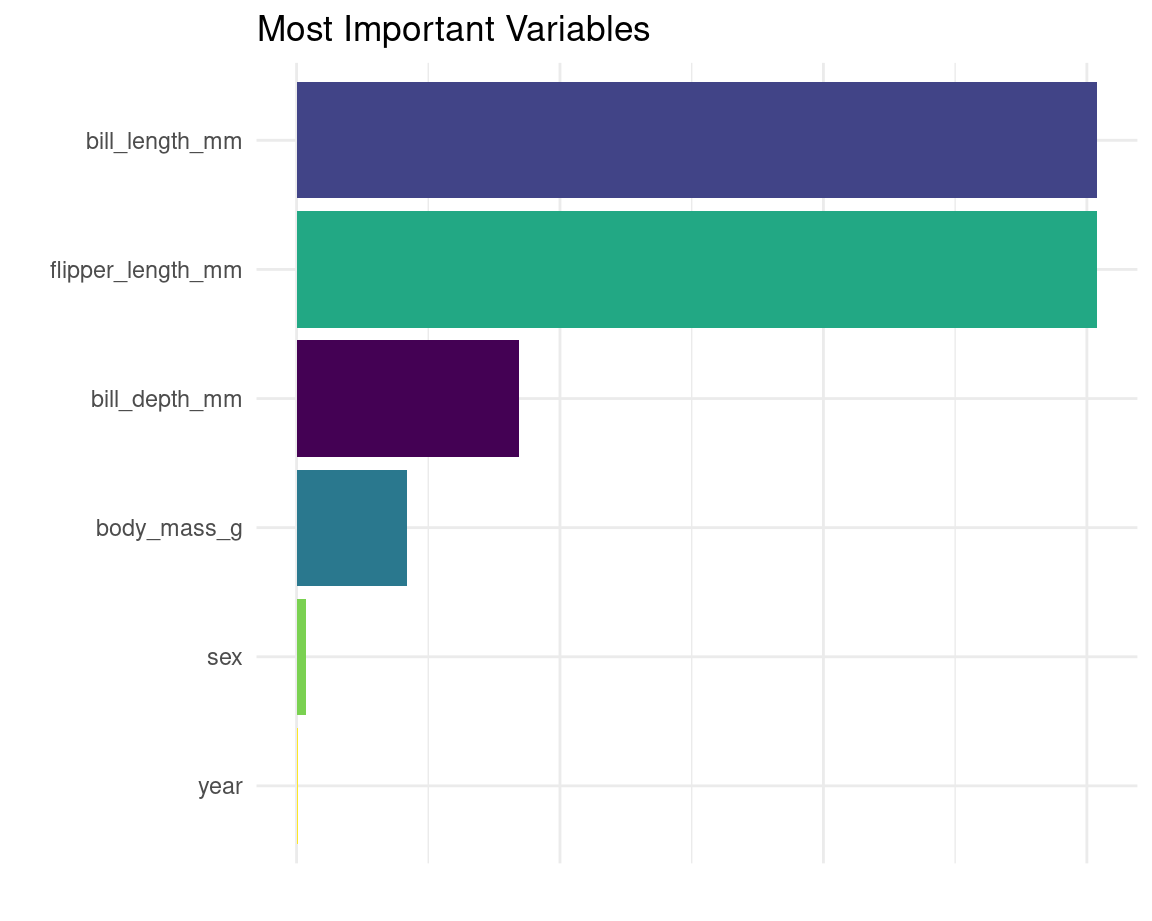 Most Important Variables
bill_length_mm
flipper_length_mm
bill_depth_mm
body_mass_g
sex
year